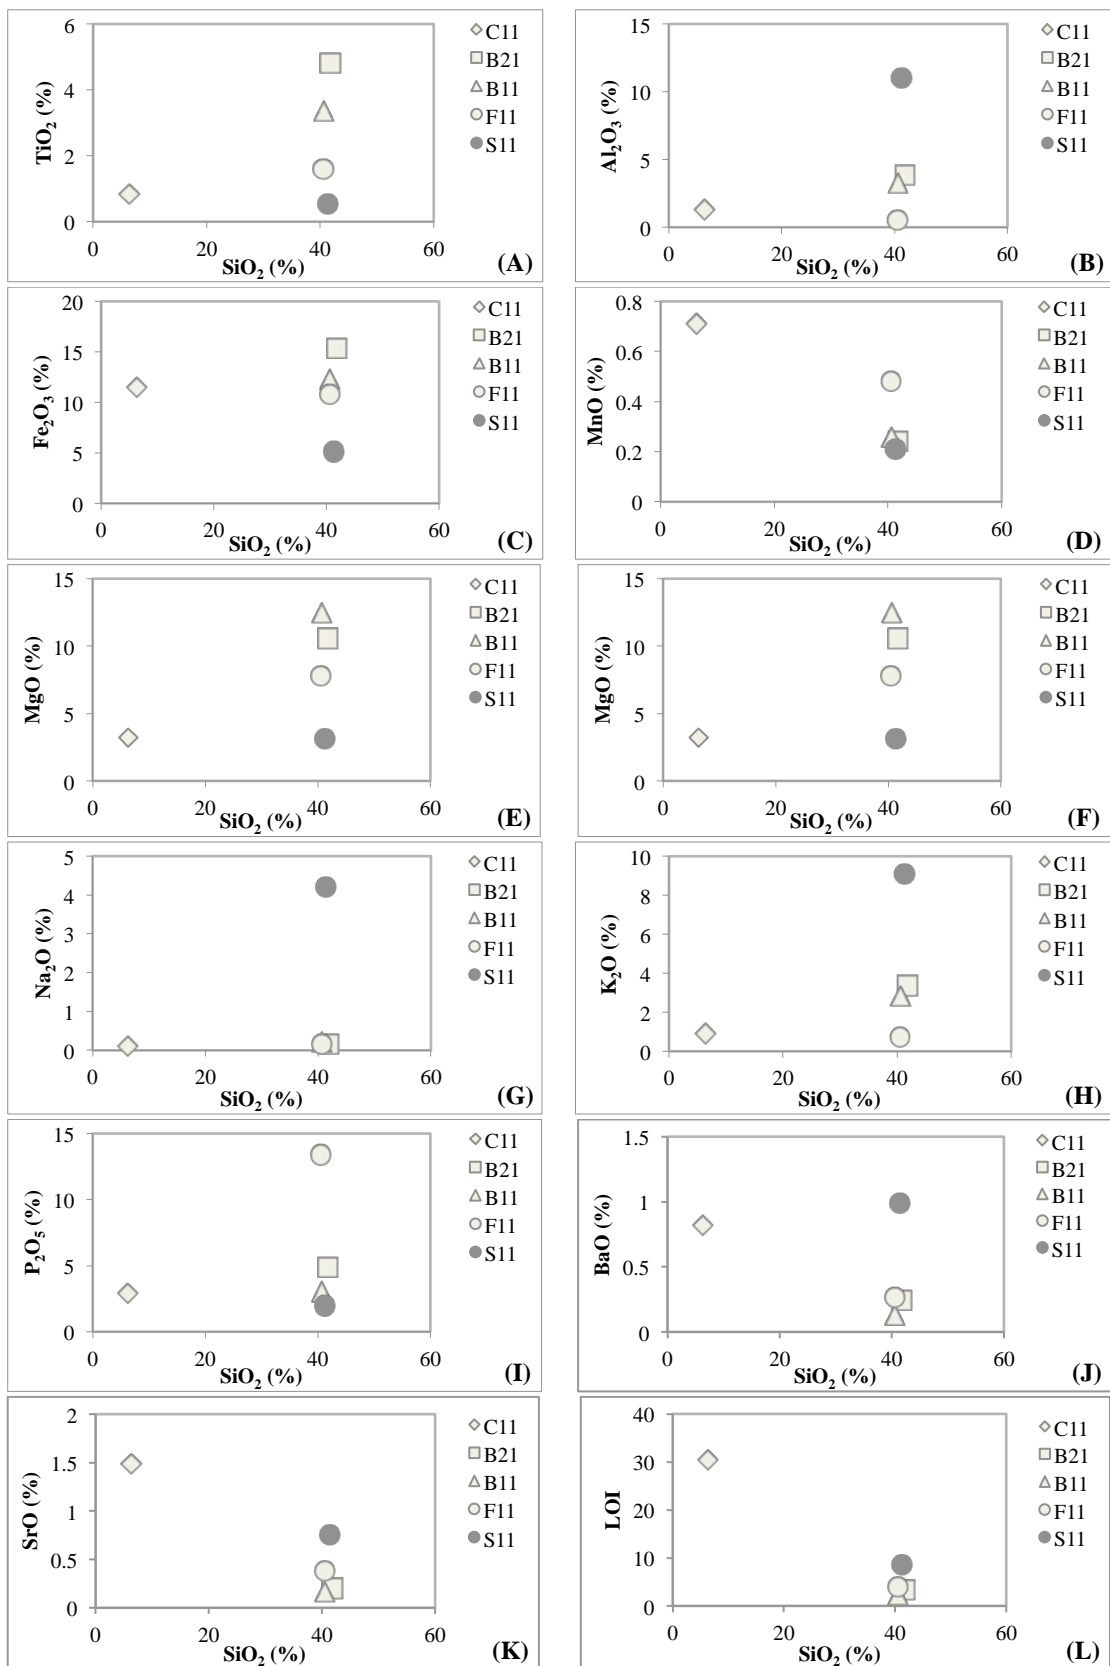 TiO2 (%)
6
4
2
0
0 20 40 60
SiO2 (%)
C11
B21
B11
F11
S11
(A)
Al2O3 (%)
15
10
5
0
0 20 40 60
SiO2 (%)
C11
B21
B11
F11
S11
(B)
Fe2O3 (%)
20
15
10
5
0
0 20 40 60
SiO2 (%)
C11
B21
B11
F11
S11
(C)
MnO (%)
0.8
0.6
0.4
0.2
0
0 20 40 60
SiO2 (%)
C11
B21
B11
F11
S11
(D)
MgO (%)
15
10
5
0
0 20 40 60
SiO2 (%)
C11
B21
B11
F11
S11
(E)
MgO (%)
15
10
5
0
0 20 40 60
SiO2 (%)
C11
B21
B11
F11
S11
(F)
Na2O (%)
5
4
3
2
1
0
0 20 40 60
SiO2 (%)
C11
B21
B11
F11
S11
(G)
K2O (%)
10
8
6
4
2
0
0 20 40 60
SiO2 (%)
C11
B21
B11
F11
S11
(H)
P2O5 (%)
15
10
5
0
0 20 40 60
SiO2 (%)
C11
B21
B11
F11
S11
(I)
BaO (%)
1.5
1
0.5
0
0 20 40 60
SiO2 (%)
C11
B21
B11
F11
S11
(J)
SrO (%)
2
1.5
1
0.5
0
0 20 40 60
SiO2 (%)
C11
B21
B11
F11
S11
(K)
LOI
40
30
20
10
0
0 20 40 60
SiO2 (%)
C11
B21
B11
F11
S11
(L)